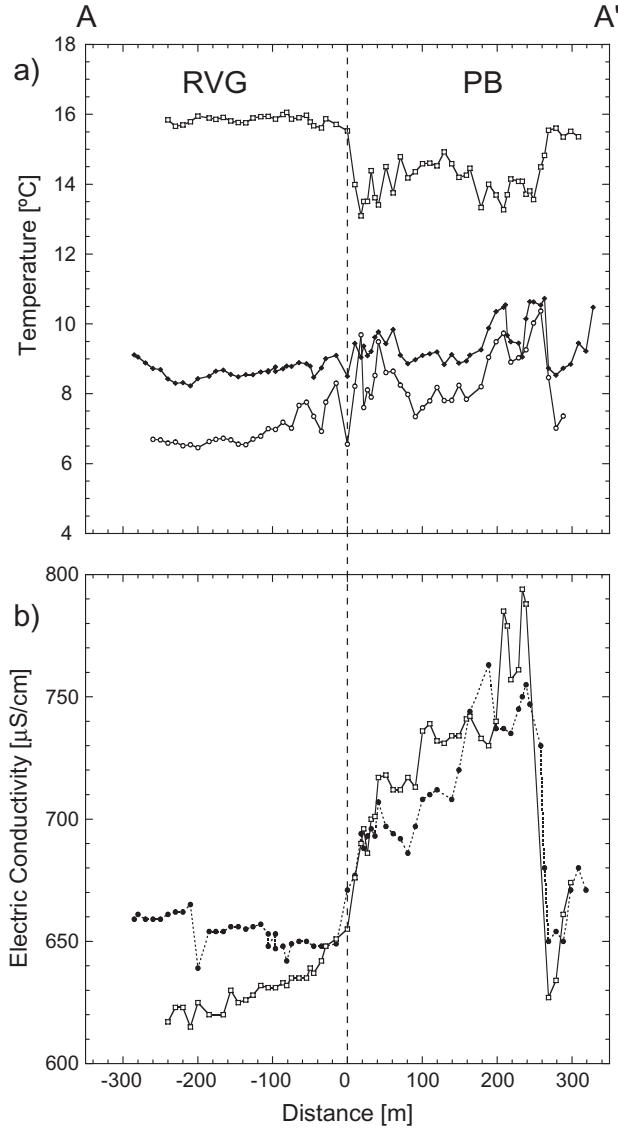 A A'
a) RVG PB
18
16
14
12
10
8
6
4
Temperature [ºC]
b)
800
750
700
650
600
Electric Conductivity [μS/cm]
-300 -200 -100 0 100 200 300
Distance [m]